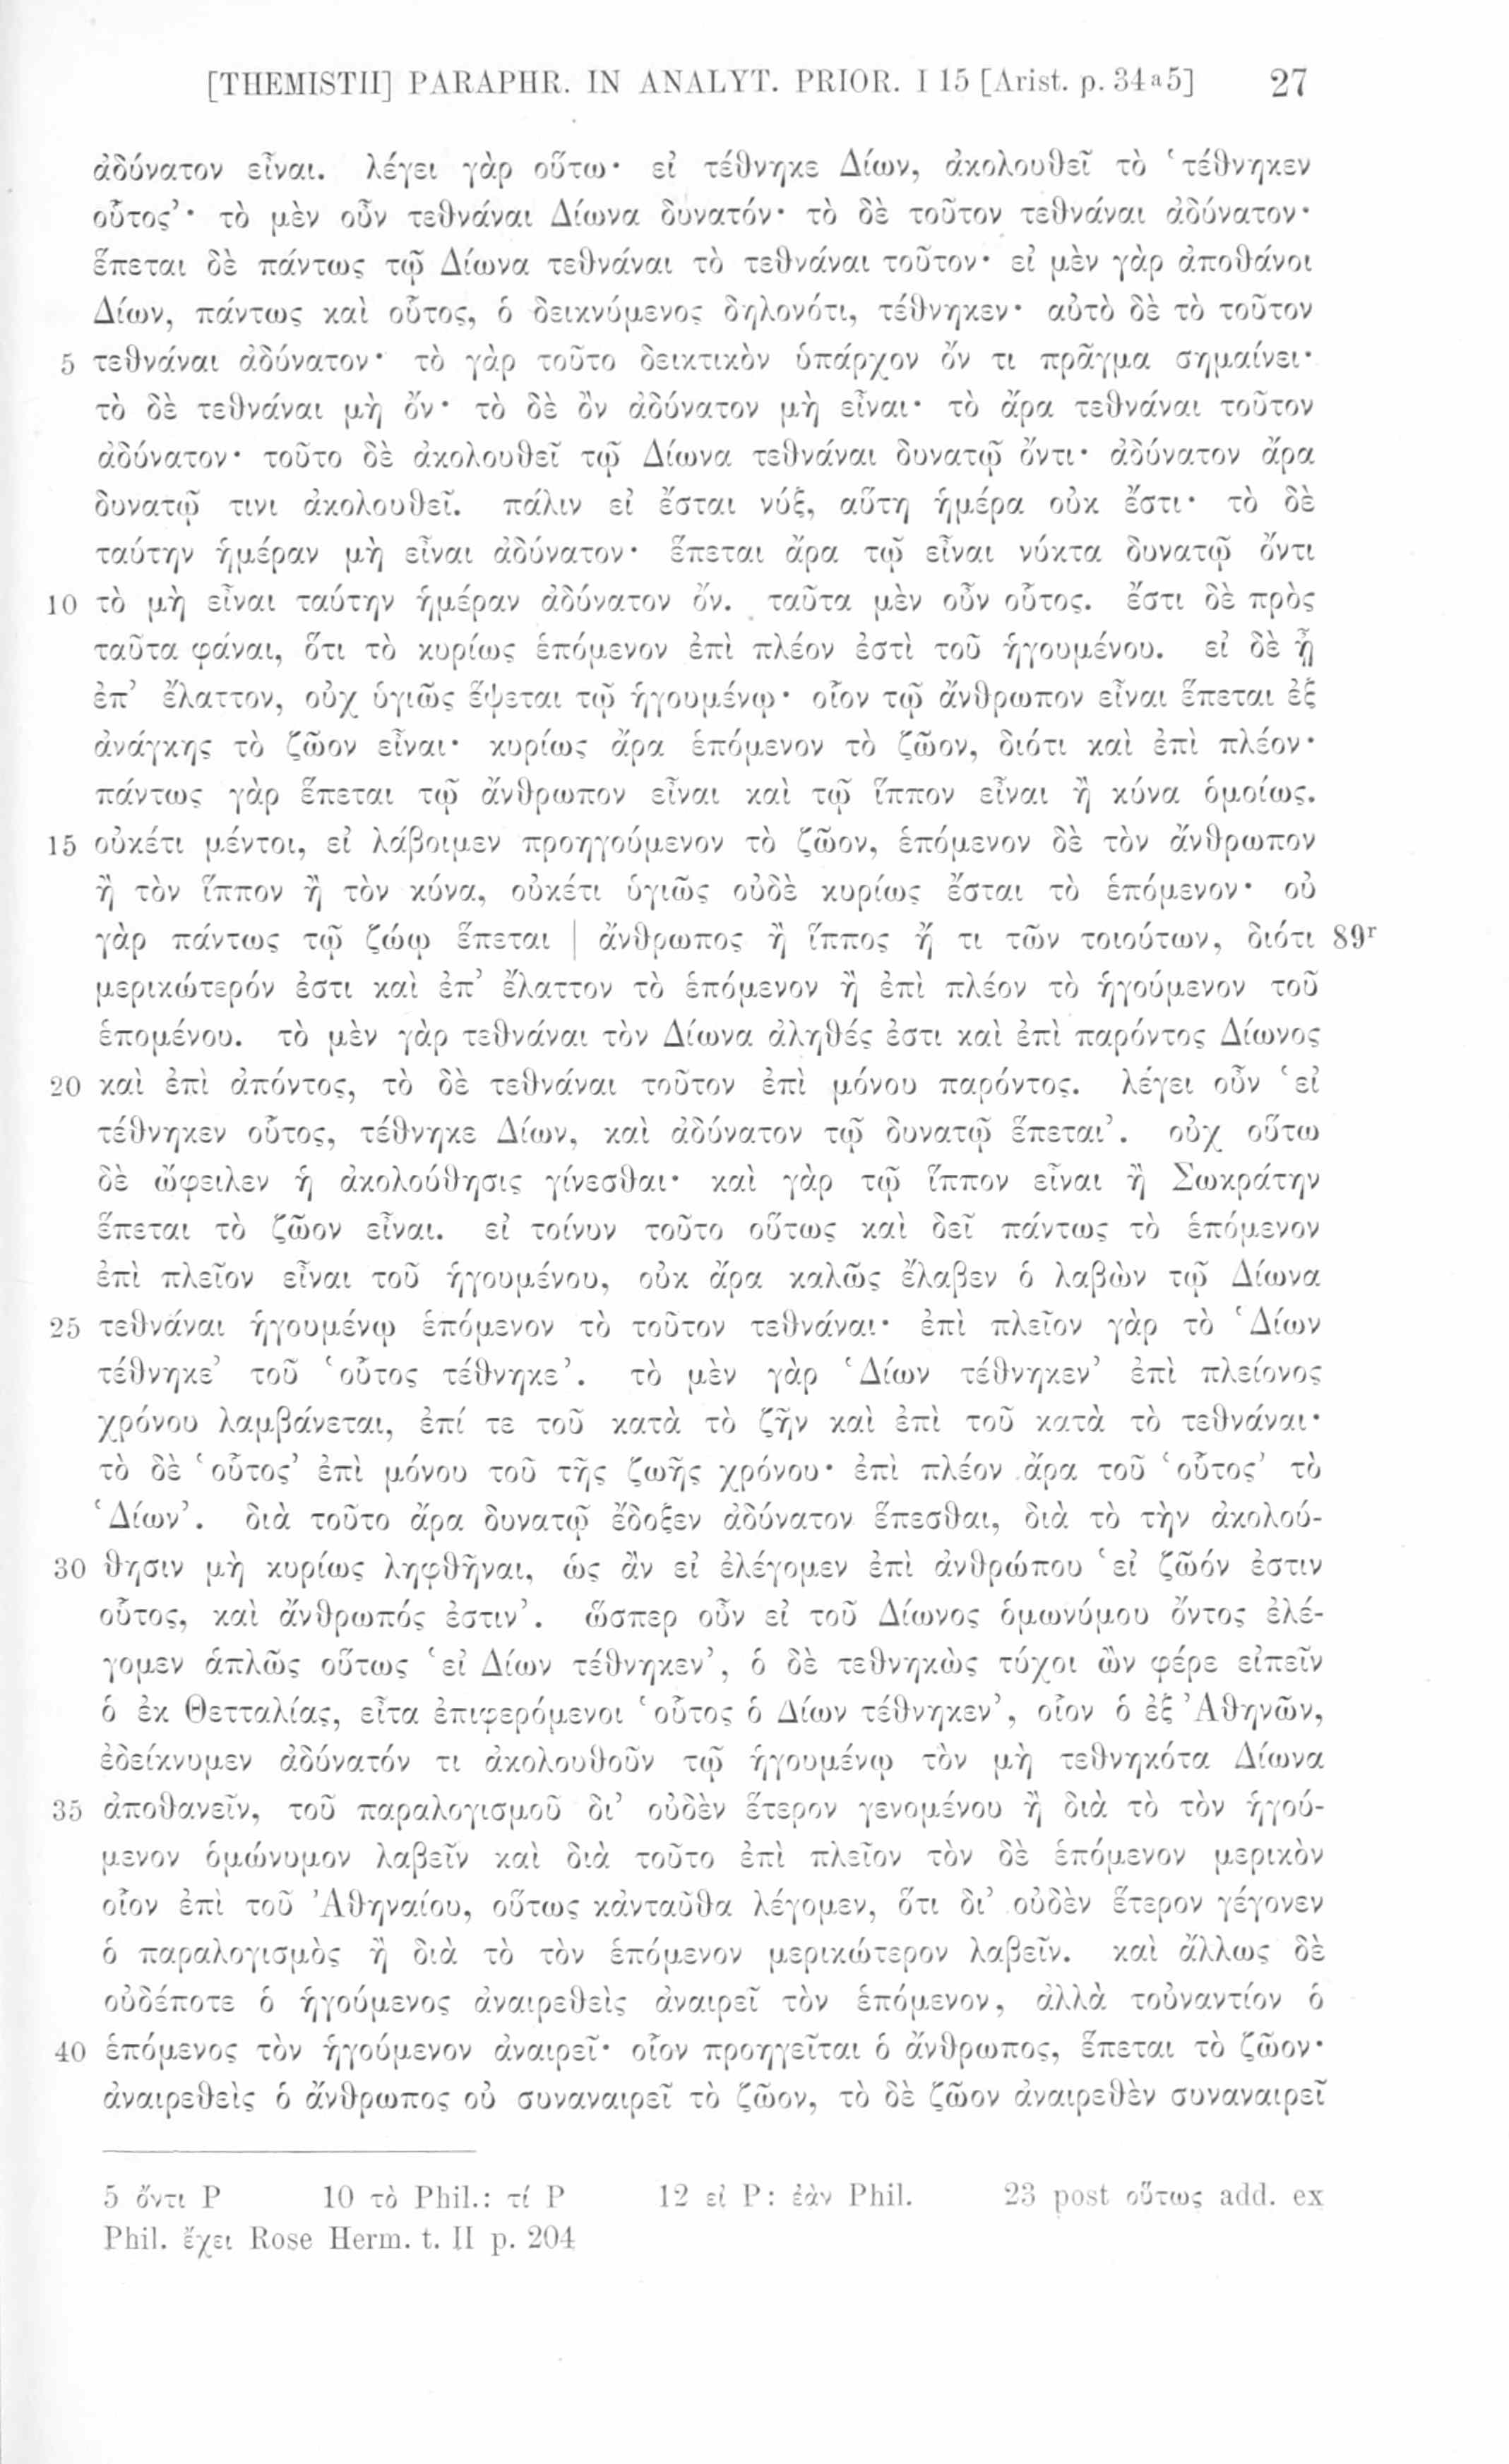 [THEMISTII] PARAPHR. IN ANALYT. PRIOR. I 15 [Arist. p. 34a5] 27
ἀδύνατον εἶναι. λέγει γὰρ οὕτω· εἰ τέθνηκε Δίων, ἀκολουθεῖ τὸ ‘τέθνηκεν
οὗτος’· τὸ μὲν οὖν τεθνάναι Δίωνα δυνατόν· τὸ δὲ τοῦτον τεθνάναι ἀδύνατον·
ἕπεται δὲ πάντως τῷ Δίωνα τεθνάναι τὸ τεθνάναι τοῦτον· εἰ μὲν γὰρ ἀποθάνοι
Δίων, πάντως καὶ οὗτος, ὁ δεικνύμενος δηλονότι, τέθνηκεν· αὐτὸ δὲ τὸ τοῦτον
5 τεθνάναι ἀδύνατον· τὸ γὰρ τοῦτο δεικτικὸν ὑπάρχον ὄν τι πρᾶγμα σημαίνει·
τὸ δὲ τεθνάναι μὴ ὄν· τὸ δὲ ὂν ἀδύνατον μὴ εἶναι· τὸ ἄρα τεθνάναι τοῦτον
ἀδύνατον· τοῦτο δὲ ἀκολουθεῖ τῷ Δίωνα τεθνάναι δυνατῷ ὄντι· ἀδύνατον ἄρα
δυνατῷ τινι ἀκολουθεῖ. πάλιν εἰ ἔσται νύξ, αὕτη ἡμέρα οὐκ ἔστι· τὸ δὲ
ταύτην ἡμέραν μὴ εἶναι ἀδύνατον· ἕπεται ἄρα τῷ εἶναι νύκτα δυνατῷ ὄντι
10 τὸ μὴ εἶναι ταύτην ἡμέραν ἀδύνατον ὄν. ταῦτα μὲν οὖν οὗτος. ἔστι δὲ πρὸς
ταῦτα φάναι, ὅτι τὸ κυρίως ἑπόμενον ἐπὶ πλέον ἐστὶ τοῦ ἡγουμένου. εἰ δὲ ᾖ
ἐπ’ ἔλαττον, οὐχ ὑγιῶς ἕψεται τῷ ἡγουμένῳ· οἷον τῷ ἄνθρωπον εἶναι ἕπεται ἐξ
ἀνάγκης τὸ ζῶον εἶναι· κυρίως ἄρα ἑπόμενον τὸ ζῶον, διότι καὶ ἐπὶ πλέον·
πάντως γὰρ ἕπεται τῷ ἄνθρωπον εἶναι καὶ τῷ ἵππον εἶναι ἢ κύνα ὁμοίως.
15 οὐκέτι μέντοι, εἰ λάβοιμεν προηγούμενον τὸ ζῶον, ἑπόμενον δὲ τὸν ἄνθρωπον
ἢ τὸν ἵππον ἢ τὸν κύνα, οὐκέτι ὑγιῶς οὐδὲ κυρίως ἔσται τὸ ἑπόμενον· οὐ
γὰρ πάντως τῷ ζώῳ ἕπεται | ἄνθρωπος ἢ ἵππος ἤ τι τῶν τοιούτων, διότι 89r
μερικώτερόν ἐστι καὶ ἐπ’ ἔλαττον τὸ ἑπόμενον ἢ ἐπὶ πλέον τὸ ἡγούμενον τοῦ
ἑπομένου. τὸ μὲν γὰρ τεθνάναι τὸν Δίωνα ἀληθές ἐστι καὶ ἐπὶ παρόντος Δίωνος
20 καὶ ἐπὶ ἀπόντος, τὸ δὲ τεθνάναι τοῦτον ἐπὶ μόνου παρόντος. λέγει οὖν ‘εἰ
τέθνηκεν οὗτος, τέθνηκε Δίων, καὶ ἀδύνατον τῷ δυνατῷ ἕπεται’. οὐχ οὕτω
δὲ ὤφειλεν ἡ ἀκολούθησις γίνεσθαι· καὶ γὰρ τῷ ἵππον εἶναι ἢ Σωκράτην
ἕπεται τὸ ζῶον εἶναι. εἰ τοίνυν τοῦτο οὕτως καὶ δεῖ πάντως τὸ ἑπόμενον
ἐπὶ πλεῖον εἶναι τοῦ ἡγουμένου, οὐκ ἄρα καλῶς ἔλαβεν ὁ λαβὼν τῷ Δίωνα
25 τεθνάναι ἡγουμένῳ ἑπόμενον τὸ τοῦτον τεθνάναι· ἐπὶ πλεῖον γὰρ τὸ ‘Δίων
τέθνηκε’ τοῦ ‘οὗτος τέθνηκε’. τὸ μὲν γὰρ ‘Δίων τέθνηκεν’ ἐπὶ πλείονος
χρόνου λαμβάνεται, ἐπί τε τοῦ κατὰ τὸ ζῆν καὶ ἐπὶ τοῦ κατὰ τὸ τεθνάναι·
τὸ δὲ ‘οὗτος’ ἐπὶ μόνου τοῦ τῆς ζωῆς χρόνου· ἐπὶ πλέον ἄρα τοῦ ‘οὗτος’ τὸ
‘Δίων’. διὰ τοῦτο ἄρα δυνατῷ ἔδοξεν ἀδύνατον ἕπεσθαι, διὰ τὸ τὴν ἀκολού-
30 θησιν μὴ κυρίως ληφθῆναι, ὡς ἂν εἰ ἐλέγομεν ἐπὶ ἀνθρώπου ‘εἰ ζῶόν ἐστιν
οὗτος, καὶ ἄνθρωπός ἐστιν’. ὥσπερ οὖν εἰ τοῦ Δίωνος ὁμωνύμου ὄντος ἐλέ-
γομεν ἁπλῶς οὕτως ‘εἰ Δίων τέθνηκεν’, ὁ δὲ τεθνηκὼς τύχοι ὢν φέρε εἰπεῖν
ὁ ἐκ Θετταλίας, εἶτα ἐπιφερόμενοι ‘οὗτος ὁ Δίων τέθνηκεν’, οἷον ὁ ἐξ Ἀθηνῶν,
ἐδείκνυμεν ἀδύνατόν τι ἀκολουθοῦν τῷ ἡγουμένῳ τὸν μὴ τεθνηκότα Δίωνα
35 ἀποθανεῖν, τοῦ παραλογισμοῦ δι’ οὐδὲν ἕτερον γενομένου ἢ διὰ τὸ τὸν ἡγού-
μενον ὁμώνυμον λαβεῖν καὶ διὰ τοῦτο ἐπὶ πλεῖον τὸν δὲ ἑπόμενον μερικὸν
οἷον ἐπὶ τοῦ Ἀθηναίου, οὕτως κἀνταῦθα λέγομεν, ὅτι δι’ οὐδὲν ἕτερον γέγονεν
ὁ παραλογισμὸς ἢ διὰ τὸ τὸν ἑπόμενον μερικώτερον λαβεῖν. καὶ ἄλλως δὲ
οὐδέποτε ὁ ἡγούμενος ἀναιρεθεὶς ἀναιρεῖ τὸν ἑπόμενον, ἀλλὰ τοὐναντίον ὁ
40 ἑπόμενος τὸν ἡγούμενον ἀναιρεῖ· οἷον προηγεῖται ὁ ἄνθρωπος, ἕπεται τὸ ζῶον·
ἀναιρεθεὶς ὁ ἄνθρωπος οὐ συναναιρεῖ τὸ ζῶον, τὸ δὲ ζῶον ἀναιρεθὲν συναναιρεῖ
5 ὄντι P 10 τὸ Phil.: τί P 12 εἰ P: ἐὰν Phil. 23 post οὕτως add. ex
Phil. ἔχει Rose Herm. t. II p. 204